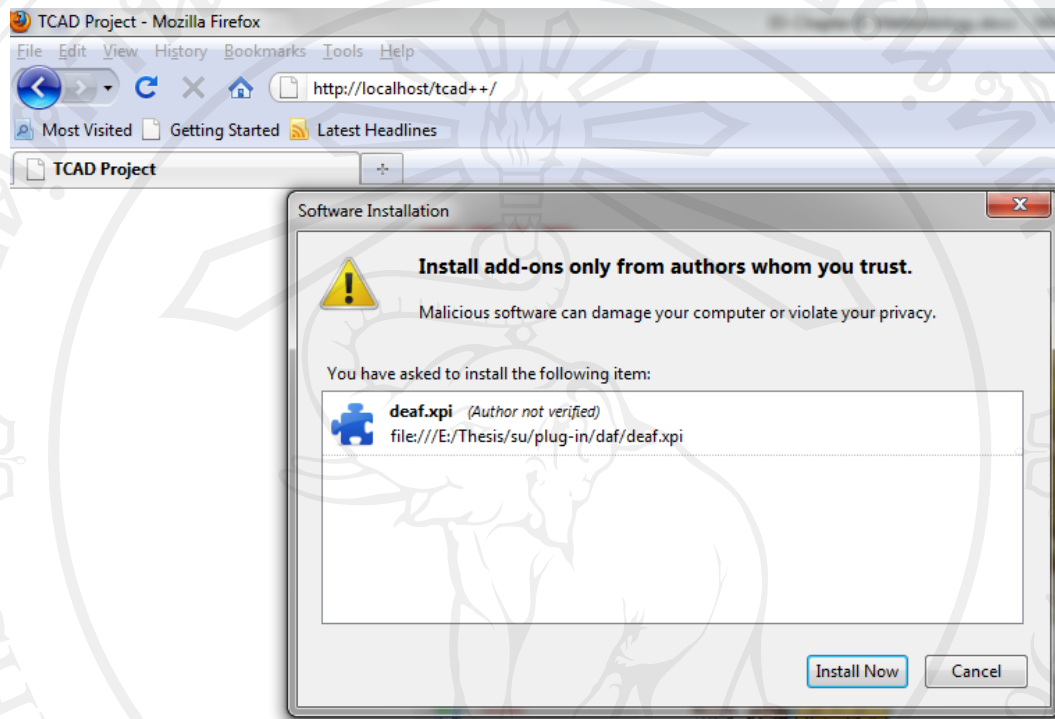 TCAD Project - Mozilla Firefox
File Edit View History Bookmarks Tools Help
http://localhost/tcad++/
Most Visited Getting Started Latest Headlines
TCAD Project
Software Installation
Install add-ons only from authors whom you trust.
Malicious software can damage your computer or violate your privacy.
You have asked to install the following item:
deaf.xpi (Author not verified)
file:///E:/Thesis/su/plug-in/daf/deaf.xpi
Install Now Cancel